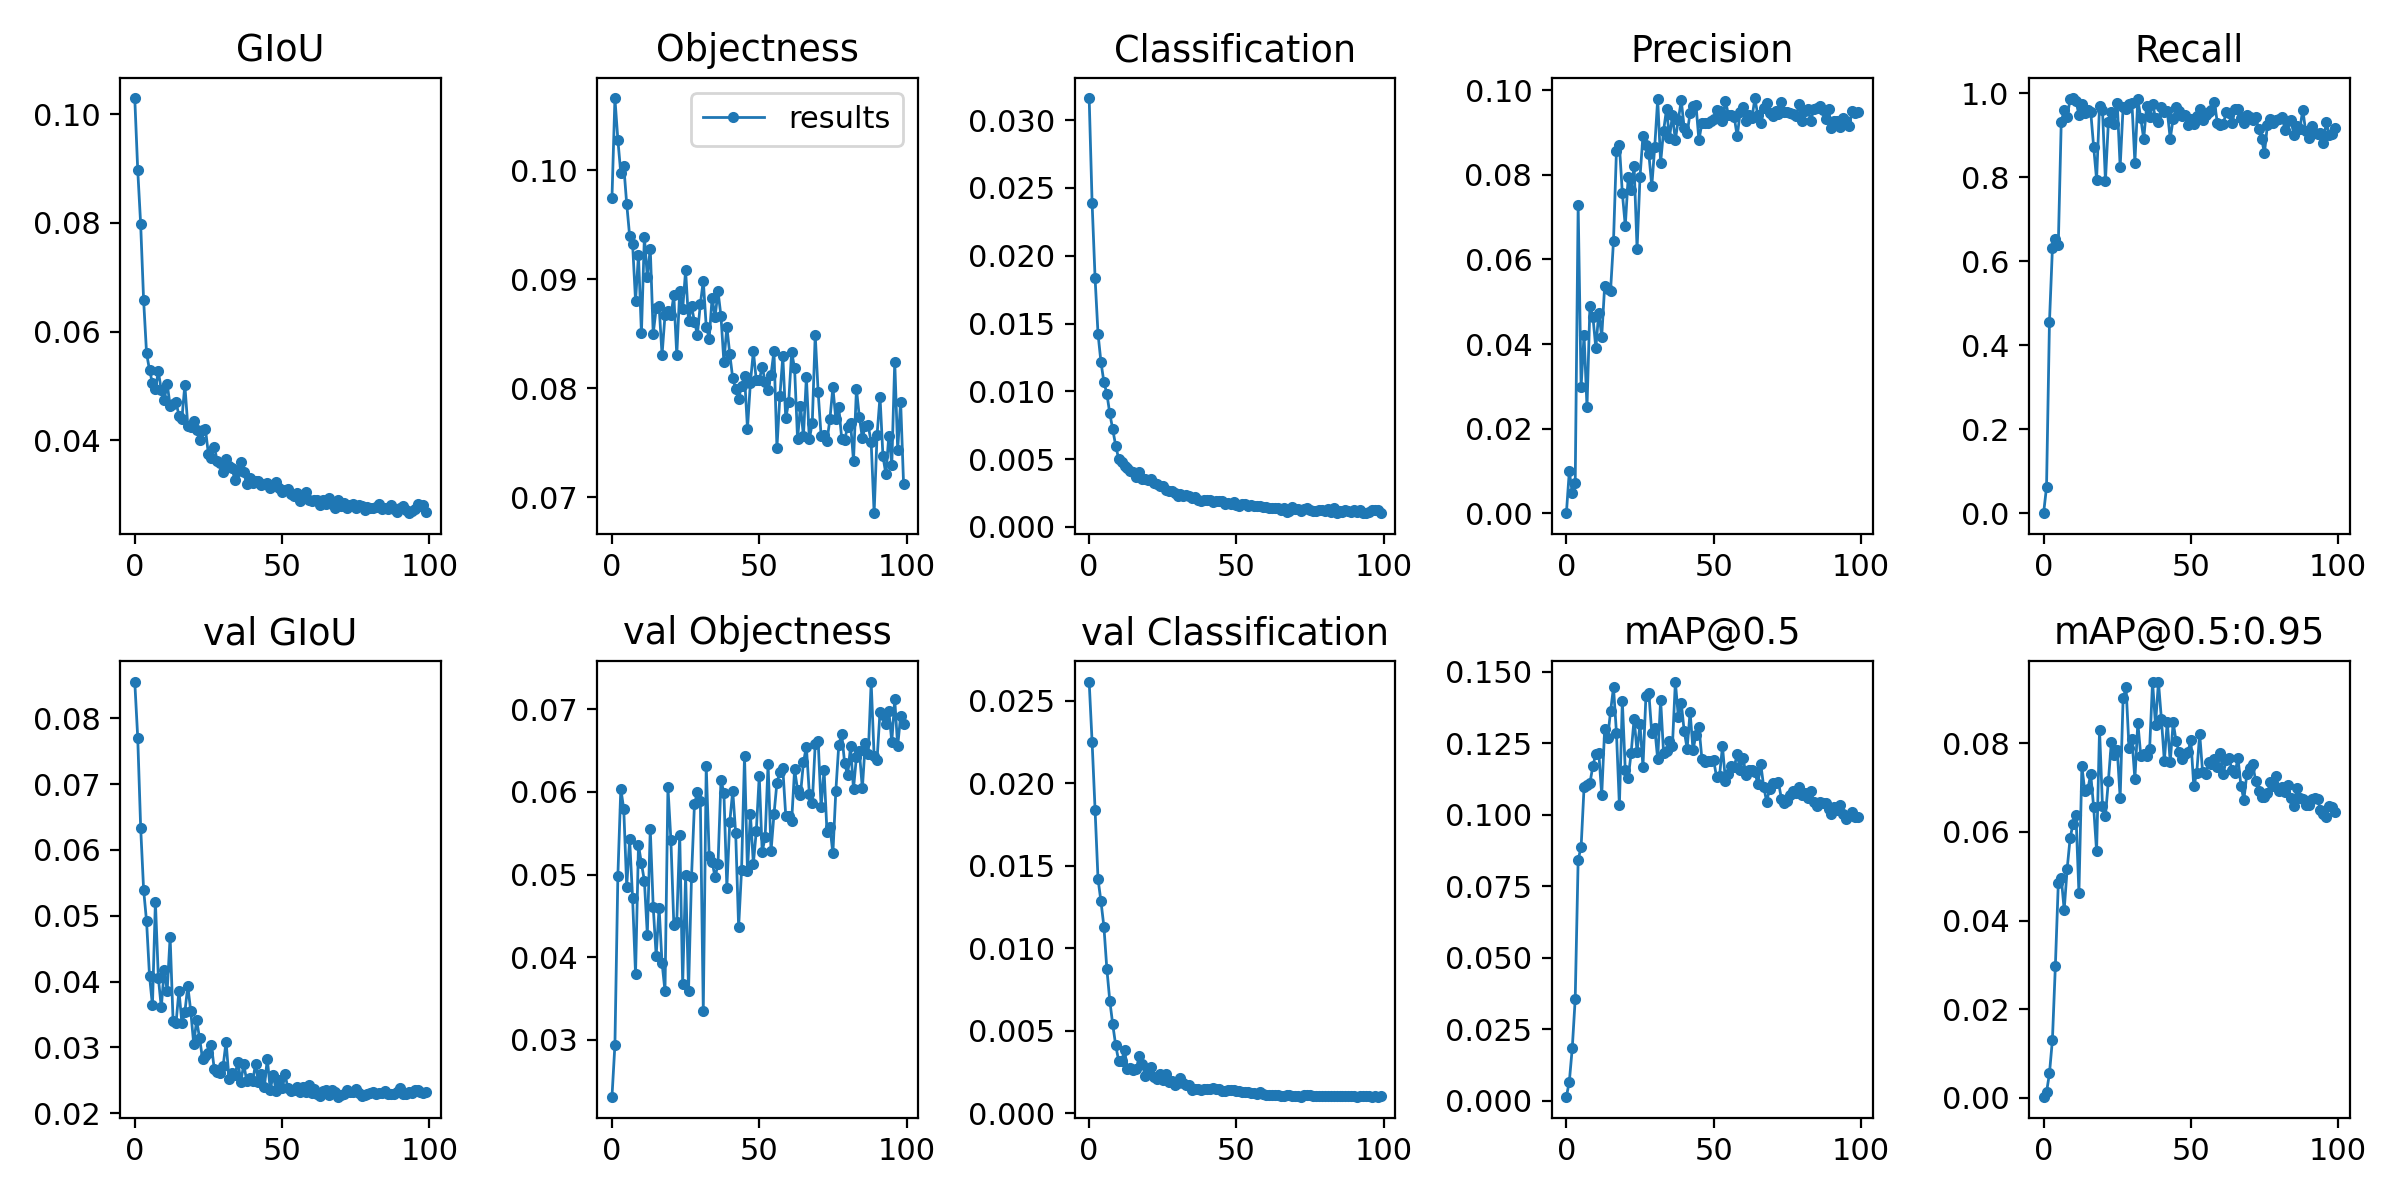 GIoU
Objectness
Classification
Precision
Recall
0.10
0.08
0.06
0.04
0 50 100
results
0.10
0.09
0.08
0.07
0 50 100
0.030
0.025
0.020
0.015
0.010
0.005
0.000
0 50 100
0.10
0.08
0.06
0.04
0.02
0.00
0 50 100
1.0
0.8
0.6
0.4
0.2
0.0
0 50 100
val GIoU
val Objectness
val Classification
mAP@0.5
mAP@0.5:0.95
0.08
0.07
0.06
0.05
0.04
0.03
0.02
0 50 100
0.07
0.06
0.05
0.04
0.03
0 50 100
0.025
0.020
0.015
0.010
0.005
0.000
0 50 100
0.150
0.125
0.100
0.075
0.050
0.025
0.000
0 50 100
0.08
0.06
0.04
0.02
0.00
0 50 100